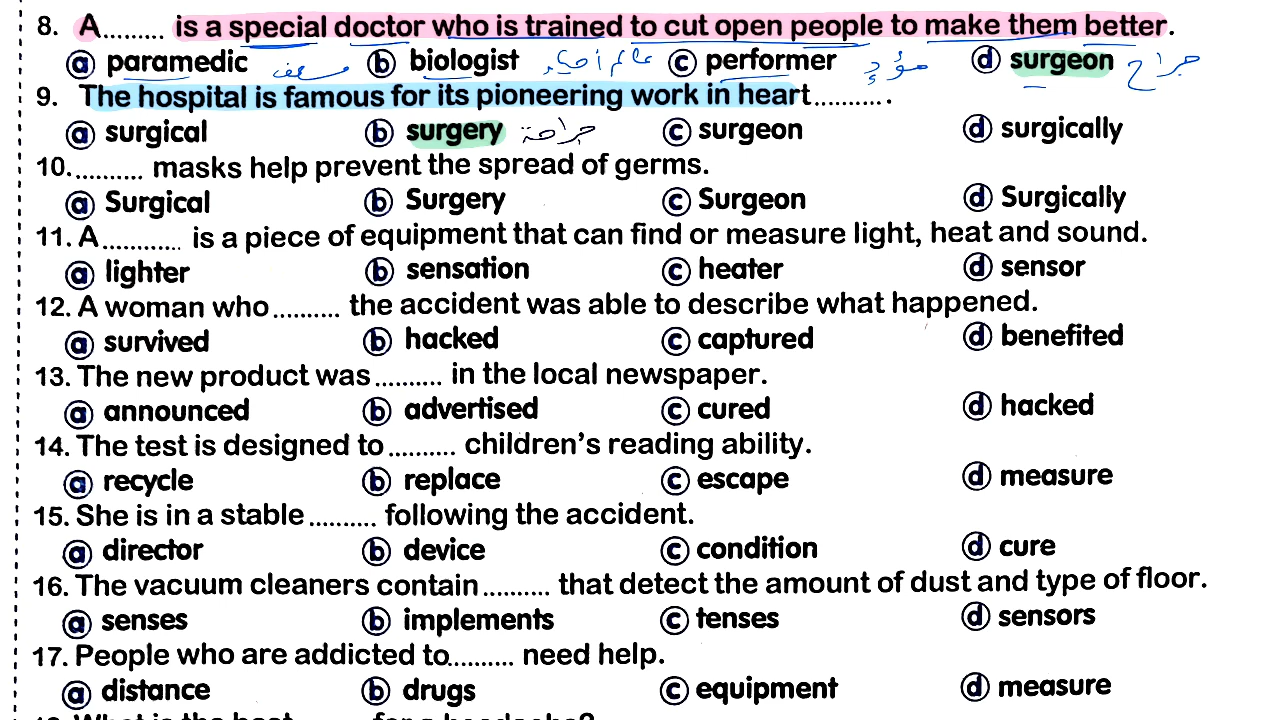 8. A......... is a special doctor who is trained to cut open people to make them better.
ⓐ paramedic مسعف ⓑ biologist عالم أحياء ⓒ performer مؤدٍ ⓓ surgeon جراح
9. The hospital is famous for its pioneering work in heart...........
ⓐ surgical ⓑ surgery جراحة ⓒ surgeon ⓓ surgically
10........... masks help prevent the spread of germs.
ⓐ Surgical ⓑ Surgery ⓒ Surgeon ⓓ Surgically
11. A............ is a piece of equipment that can find or measure light, heat and sound.
ⓐ lighter ⓑ sensation ⓒ heater ⓓ sensor
12. A woman who.......... the accident was able to describe what happened.
ⓐ survived ⓑ hacked ⓒ captured ⓓ benefited
13. The new product was.......... in the local newspaper.
ⓐ announced ⓑ advertised ⓒ cured ⓓ hacked
14. The test is designed to.......... children's reading ability.
ⓐ recycle ⓑ replace ⓒ escape ⓓ measure
15. She is in a stable.......... following the accident.
ⓐ director ⓑ device ⓒ condition ⓓ cure
16. The vacuum cleaners contain.......... that detect the amount of dust and type of floor.
ⓐ senses ⓑ implements ⓒ tenses ⓓ sensors
17. People who are addicted to.......... need help.
ⓐ distance ⓑ drugs ⓒ equipment ⓓ measure
18. What is the best.......... for a headache?